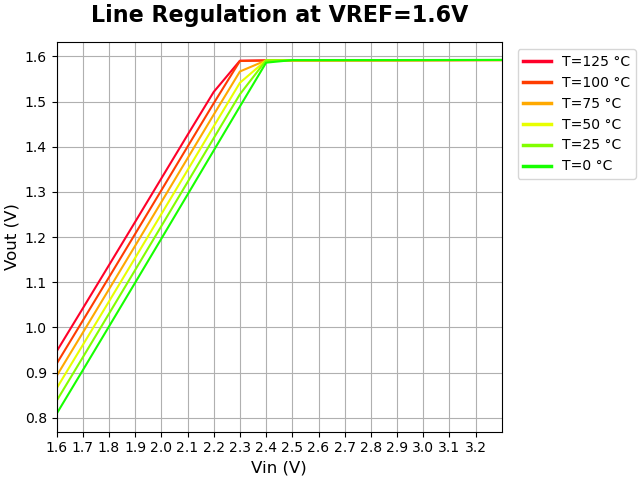 Line Regulation at VREF=1.6V
Vout (V)
1.6
1.5
1.4
1.3
1.2
1.1
1.0
0.9
0.8
1.6 1.7 1.8 1.9 2.0 2.1 2.2 2.3 2.4 2.5 2.6 2.7 2.8 2.9 3.0 3.1 3.2
Vin (V)
T=125 °C
T=100 °C
T=75 °C
T=50 °C
T=25 °C
T=0 °C